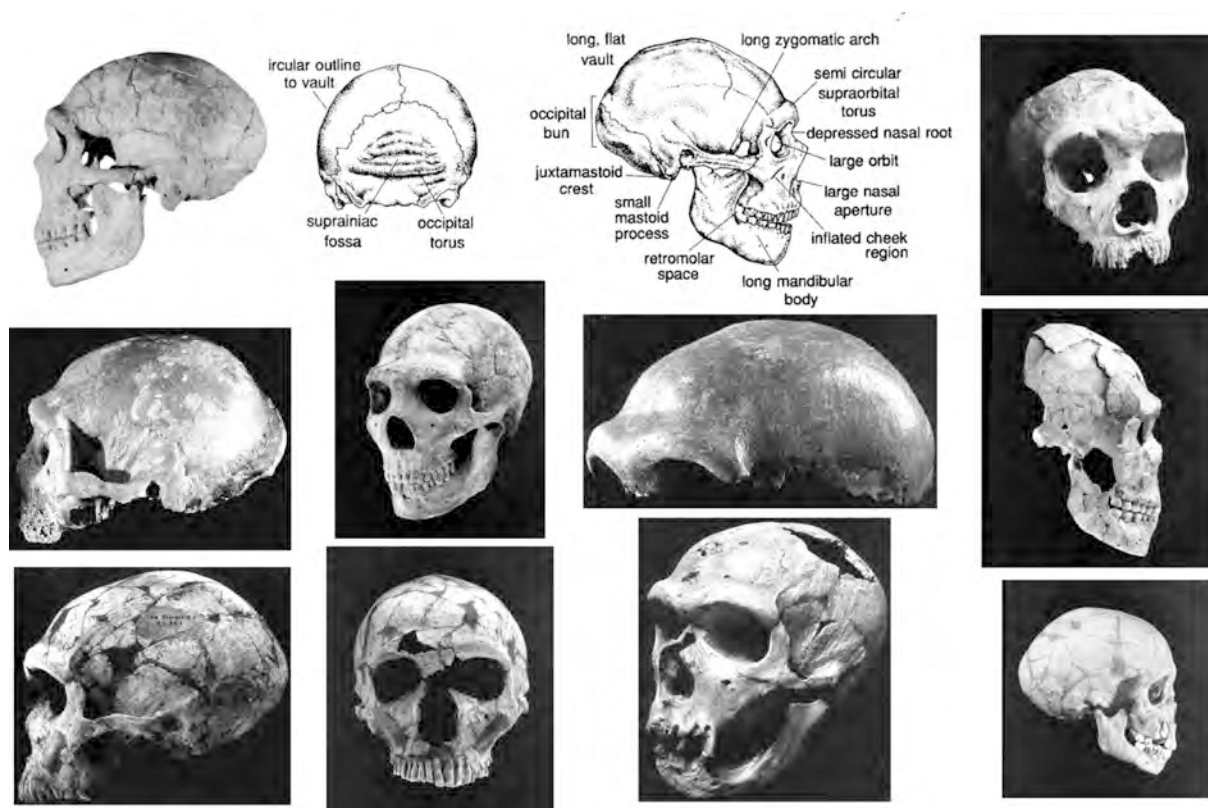 ircular outline
to vault
suprainiac
fossa
occipital
torus
long, flat
vault
long zygomatic arch
semi circular
supraorbital
torus
occipital
bun
depressed nasal root
large orbit
juxtamastoid
crest
large nasal
aperture
small
mastoid
process
inflated cheek
region
retromolar
space
long mandibular
body